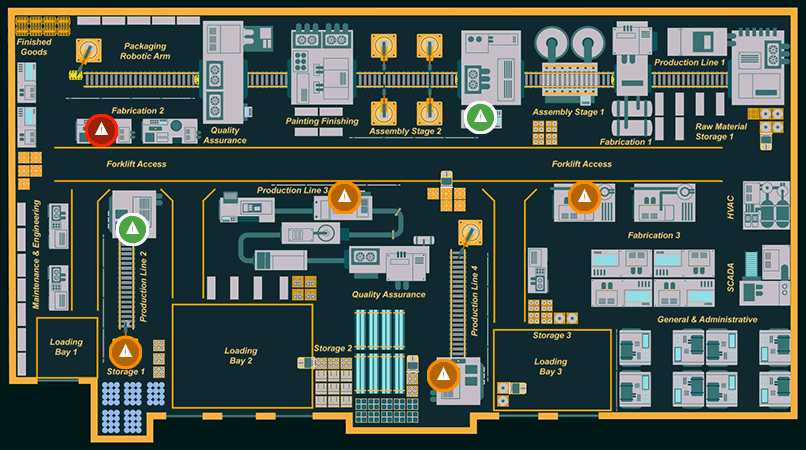 Finished
Goods
Packaging
Robotic Arm
Production Line 1
Fabrication 2
Quality
Assurance
Painting Finishing
Assembly Stage 2
Assembly Stage 1
Fabrication 1
Raw Material
Storage 1
Forklift Access
Forklift Access
Maintenance & Engineering
Production Line 2
Production Line 3
Quality Assurance
Production Line 4
Fabrication 3
HVAC
SCADA
General & Administrative
Loading
Bay 1
Storage 1
Loading
Bay 2
Storage 2
Storage 3
Loading
Bay 3